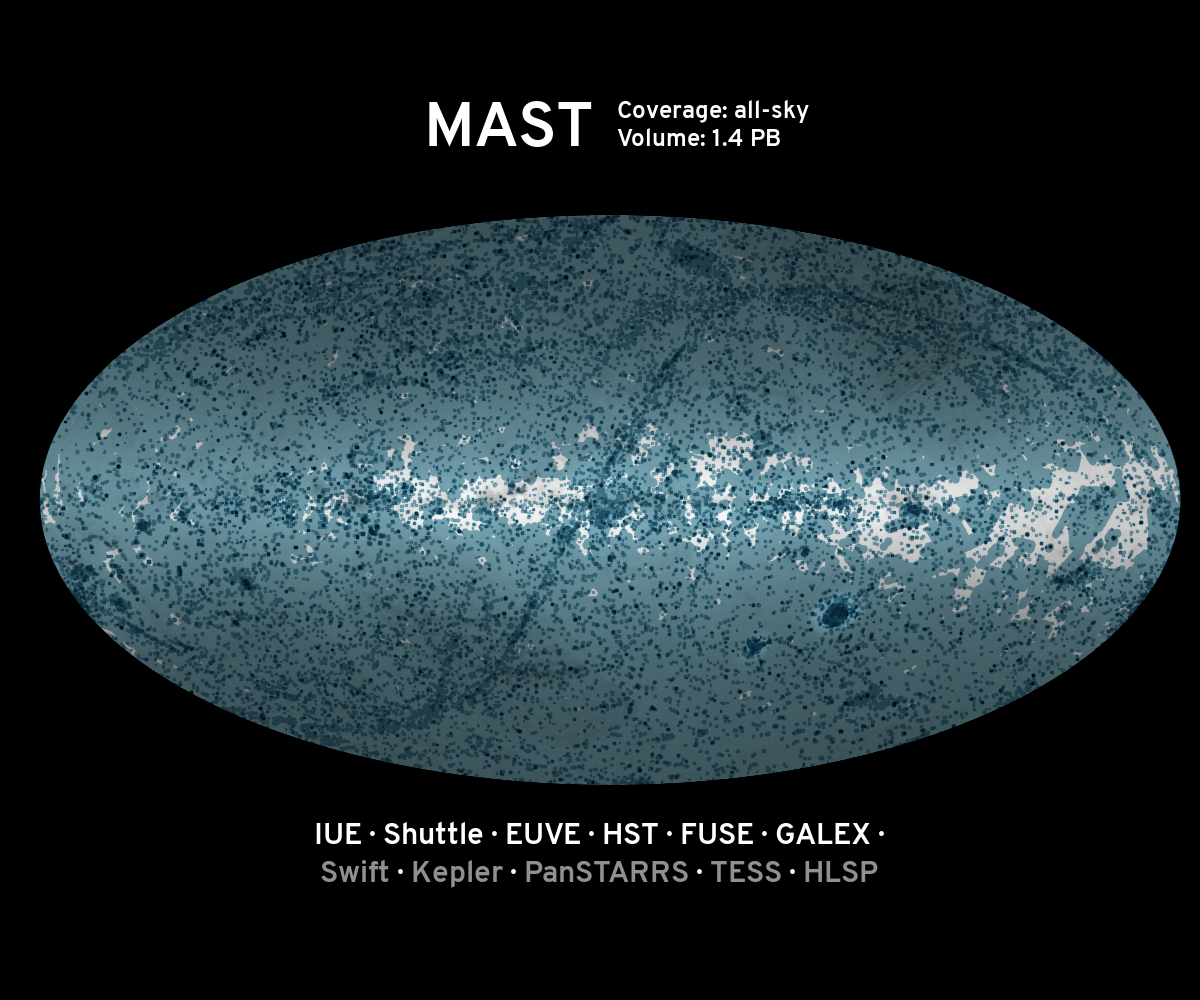 MAST
Coverage: all-sky
Volume: 1.4 PB
IUE · Shuttle · EUVE · HST · FUSE · GALEX ·
Swift · Kepler · PanSTARRS · TESS · HLSP